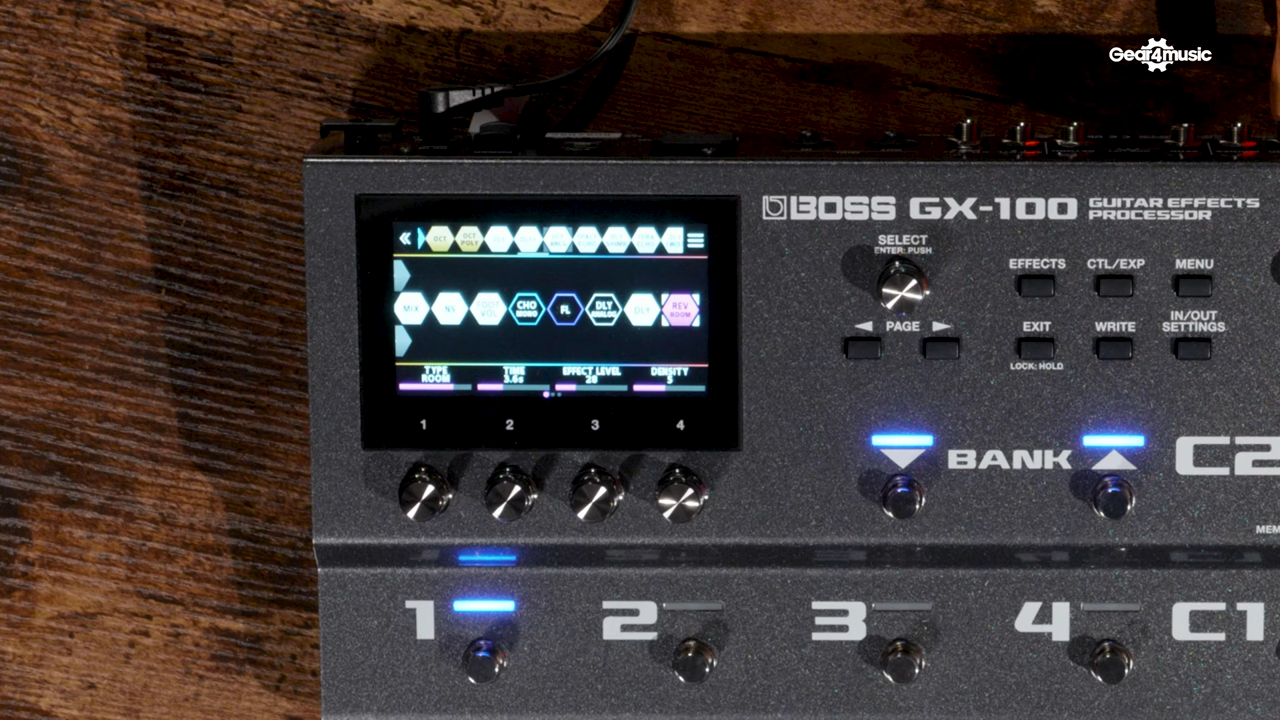 Gear4music
BOSS GX-100 GUITAR EFFECTS
PROCESSOR
SELECT
ENTER: PUSH
EFFECTS CTL/EXP MENU
PAGE
EXIT WRITE IN/OUT
SETTINGS
LOCK: HOLD
OCT OCT
POLY
MIX NS FOOT
VOL CHO
MONO FL DLY
ANALOG DLY REV
ROOM
TYPE TIME EFFECT LEVEL DENSITY
ROOM 3.6s 28 5
1 2 3 4
BANK C2
1 2 3 4 C1